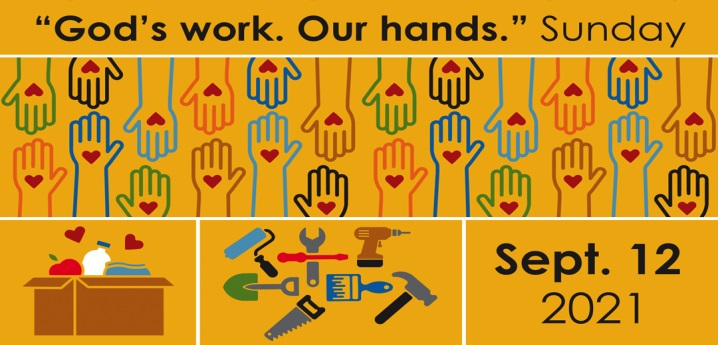 “God’s work. Our hands.” Sunday
Sept. 12
2021